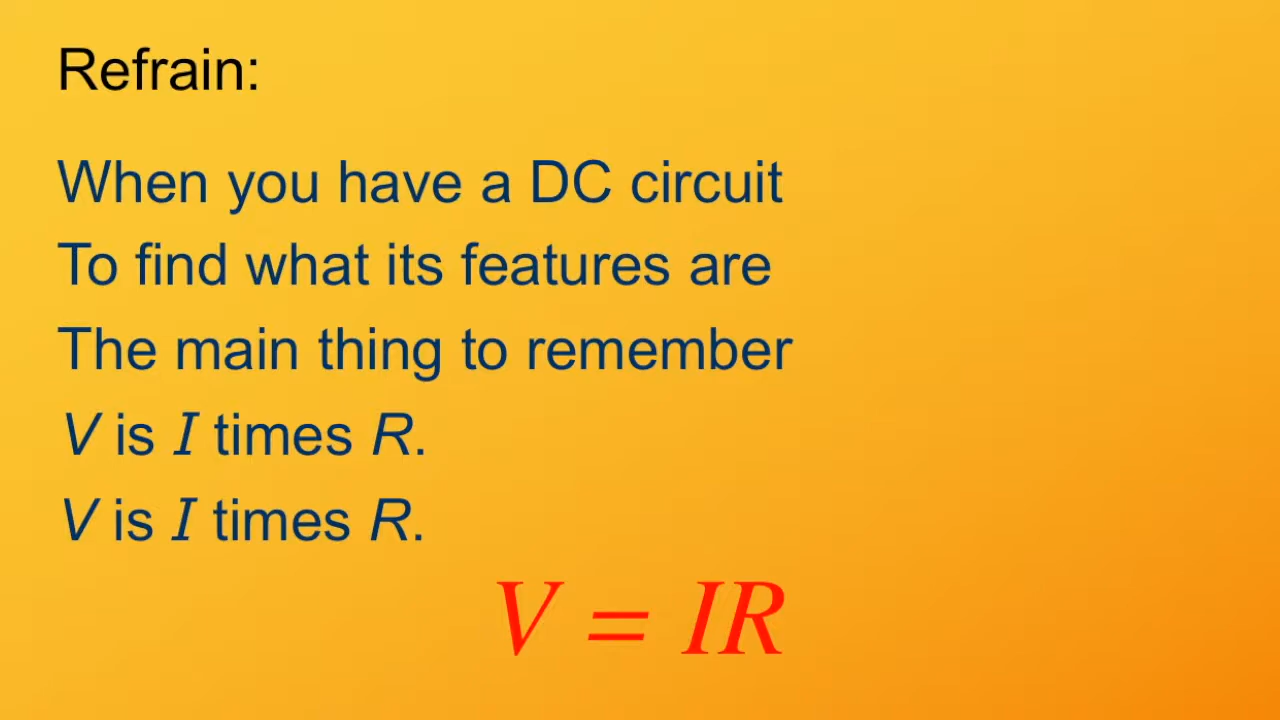 Refrain:
When you have a DC circuit
To find what its features are
The main thing to remember
V is I times R.
V is I times R.
V = IR